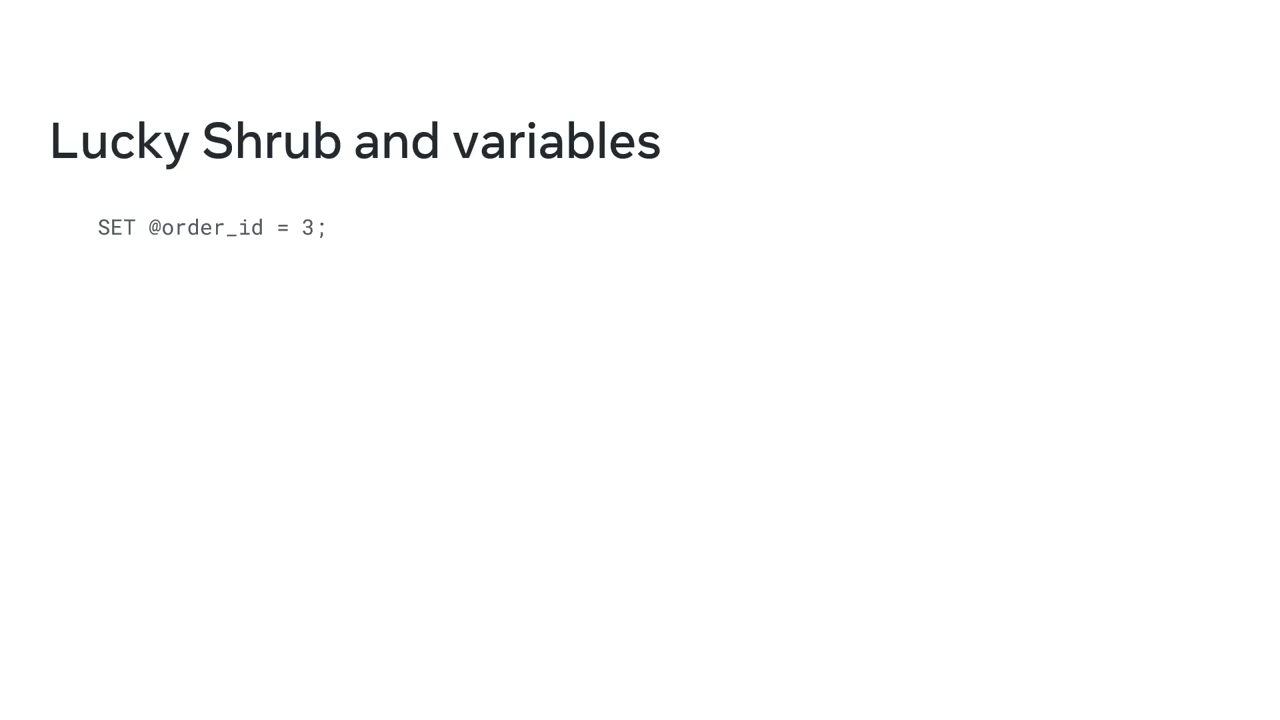 Lucky Shrub and variables
SET @order_id = 3;